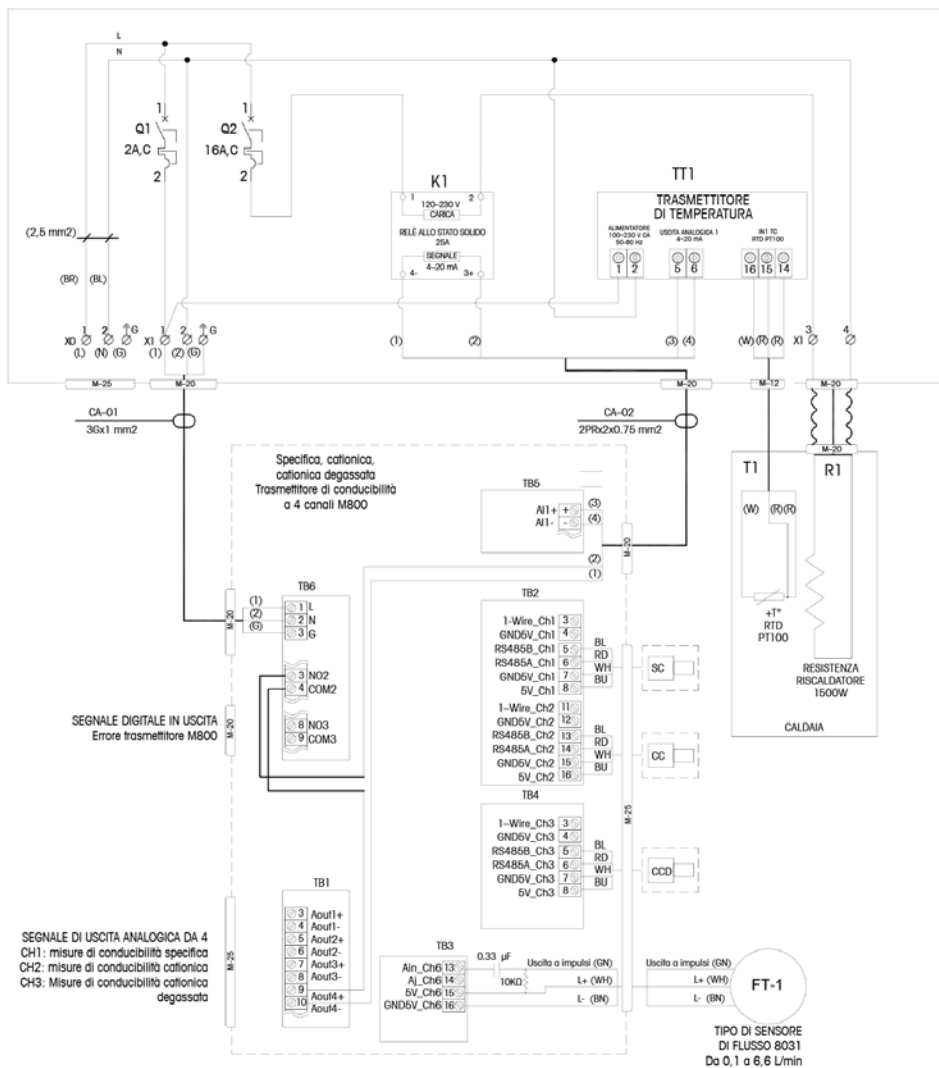 L
N
1
Q1
2A,C
2
1
Q2
16A,C
2
K1
1
2
120-230 V
CARICA
RELÈ ALLO STATO SOLIDO
25A
SEGNALE
4-20 mA
4-
3+
TT1
TRASMETTITORE
DI TEMPERATURA
ALIMENTATORE
100-230 V CA
50-60 Hz
USCITA ANALOGICA 1
4-20 mA
IN1 TC
RTD PT100
1
2
5
6
16
15
14
(2,5 mm2)
(BR)
(BL)
X0
1
2
G
(L)
(N)
(G)
X1
1
2
G
(1)
(2)
(G)
(1)
(2)
(3)
(4)
(W)
(R)
(R)
X1
3
4
M-25
M-20
M-20
M-12
M-20
CA-01
3Gx1 mm2
CA-02
2PRx2x0.75 mm2
M-20
T1
R1
(W)
(R)(R)
+T°
RTD
PT100
RESISTENZA
RISCALDATORE
1500W
CALDAIA
Specifica, cationica,
cationica degassata
Trasmettitore di conducibilità
a 4 canali M800
TB5
AI1+
+
(3)
AI1-
-
(4)
(2)
(1)
M-20
TB6
M-20
(1)
1
L
(2)
2
N
(G)
3
G
3
NO2
4
COM2
8
NO3
9
COM3
SEGNALE DIGITALE IN USCITA
Errore trasmettitore M800
M-20
TB2
1-Wire_Ch1
3
GND5V_Ch1
4
RS485B_Ch1
5
BL
RS485A_Ch1
6
RD
GND5V_Ch1
7
WH
5V_Ch1
8
BU
SC
1-Wire_Ch2
11
GND5V_Ch2
12
RS485B_Ch2
13
BL
RS485A_Ch2
14
RD
GND5V_Ch2
15
WH
5V_Ch2
16
BU
CC
TB4
1-Wire_Ch3
3
GND5V_Ch3
4
RS485B_Ch3
5
BL
RS485A_Ch3
6
RD
GND5V_Ch3
7
WH
5V_Ch3
8
BU
CCD
M-25
TB1
3
Aout1+
4
Aout1-
5
Aout2+
6
Aout2-
7
Aout3+
8
Aout3-
9
Aout4+
10
Aout4-
SEGNALE DI USCITA ANALOGICA DA 4
CH1: misure di conducibilità specifica
CH2: misure di conducibilità cationica
CH3: Misure di conducibilità cationica
degassata
M-25
TB3
Ain_Ch6
13
Aj_Ch6
14
5V_Ch6
15
GND5V_Ch6
16
0.33 µF
10KΩ
Uscita a impulsi (GN)
L+ (WH)
L- (BN)
Uscita a impulsi (GN)
L+ (WH)
L- (BN)
FT-1
TIPO DI SENSORE
DI FLUSSO 8031
Da 0,1 a 6,6 L/min